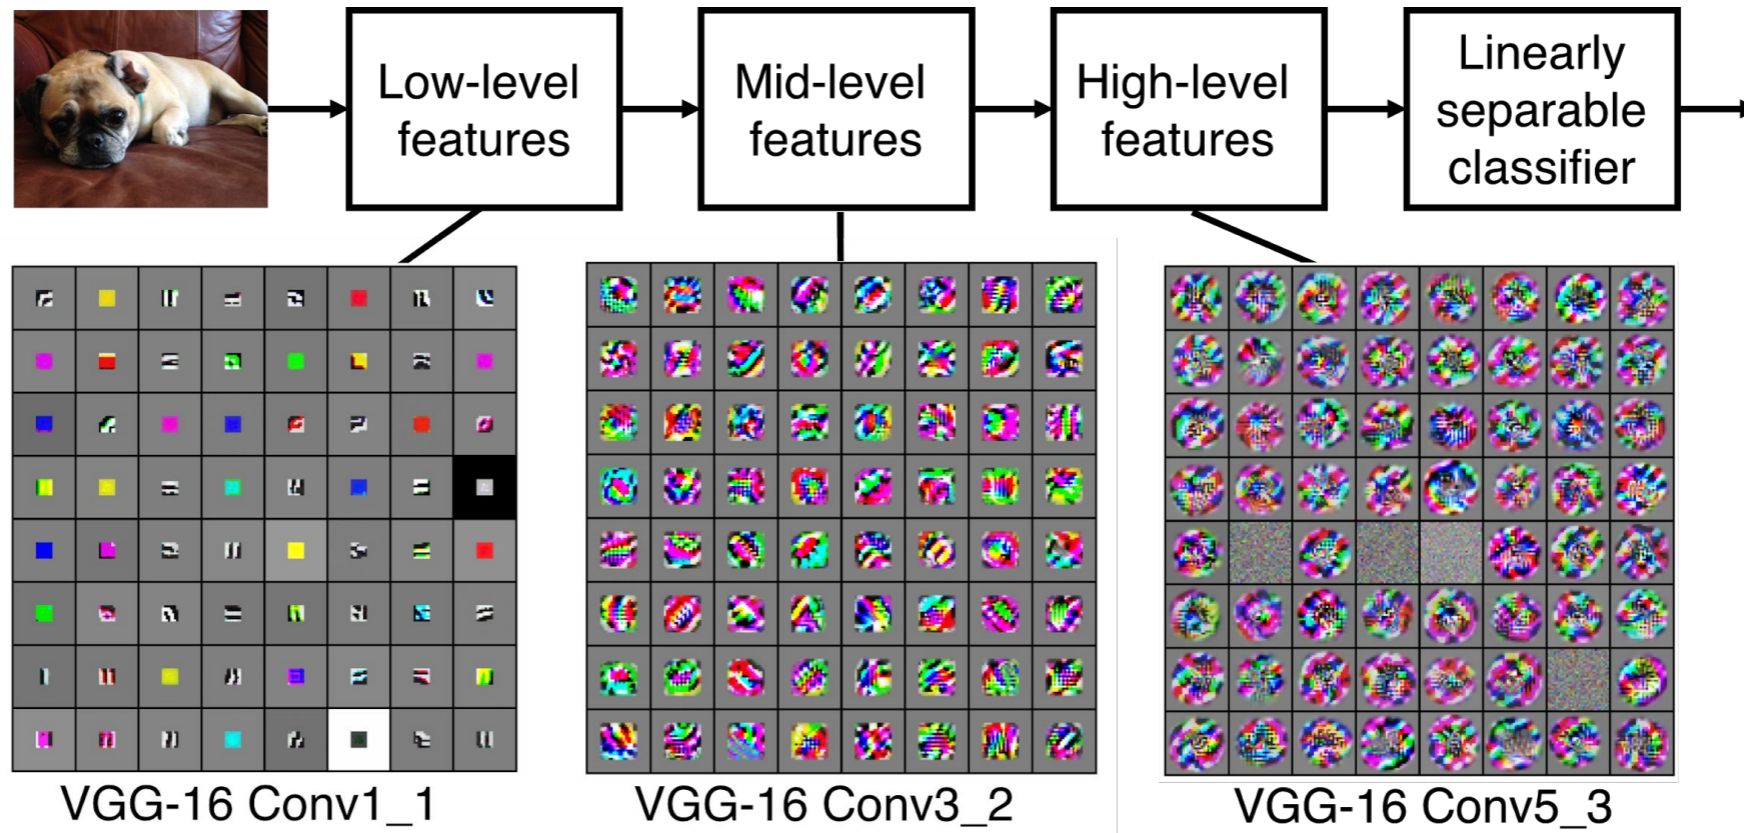 Low-level
features
Mid-level
features
High-level
features
Linearly
separable
classifier
VGG-16 Conv1_1
VGG-16 Conv3_2
VGG-16 Conv5_3